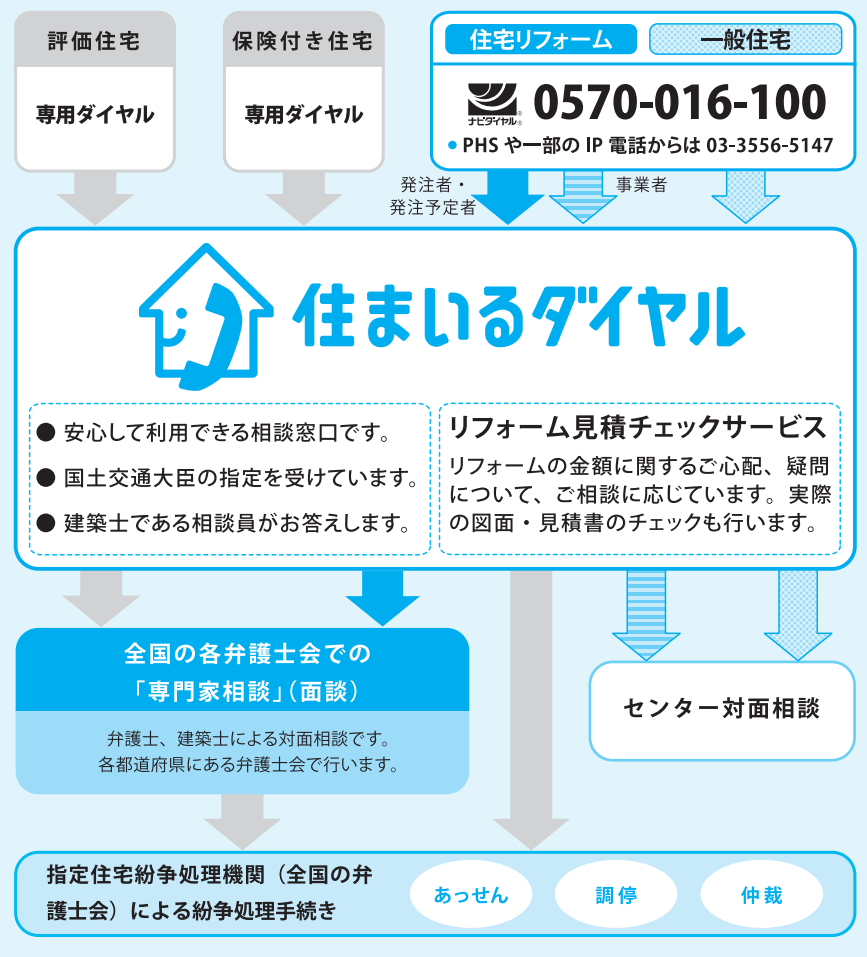 評価住宅
専用ダイヤル
保険付き住宅
専用ダイヤル
住宅リフォーム
一般住宅
ナビダイヤル®
0570-016-100
● PHS や一部の IP 電話からは 03-3556-5147
発注者・
発注予定者
事業者
住まいるダイヤル
● 安心して利用できる相談窓口です。
● 国土交通大臣の指定を受けています。
● 建築士である相談員がお答えします。
リフォーム見積チェックサービス
リフォームの金額に関するご心配、疑問
について、ご相談に応じています。実際
の図面・見積書のチェックも行います。
全国の各弁護士会での
「専門家相談」（面談）
弁護士、建築士による対面相談です。
各都道府県にある弁護士会で行います。
センター対面相談
指定住宅紛争処理機関（全国の弁
護士会）による紛争処理手続き
あっせん
調停
仲裁